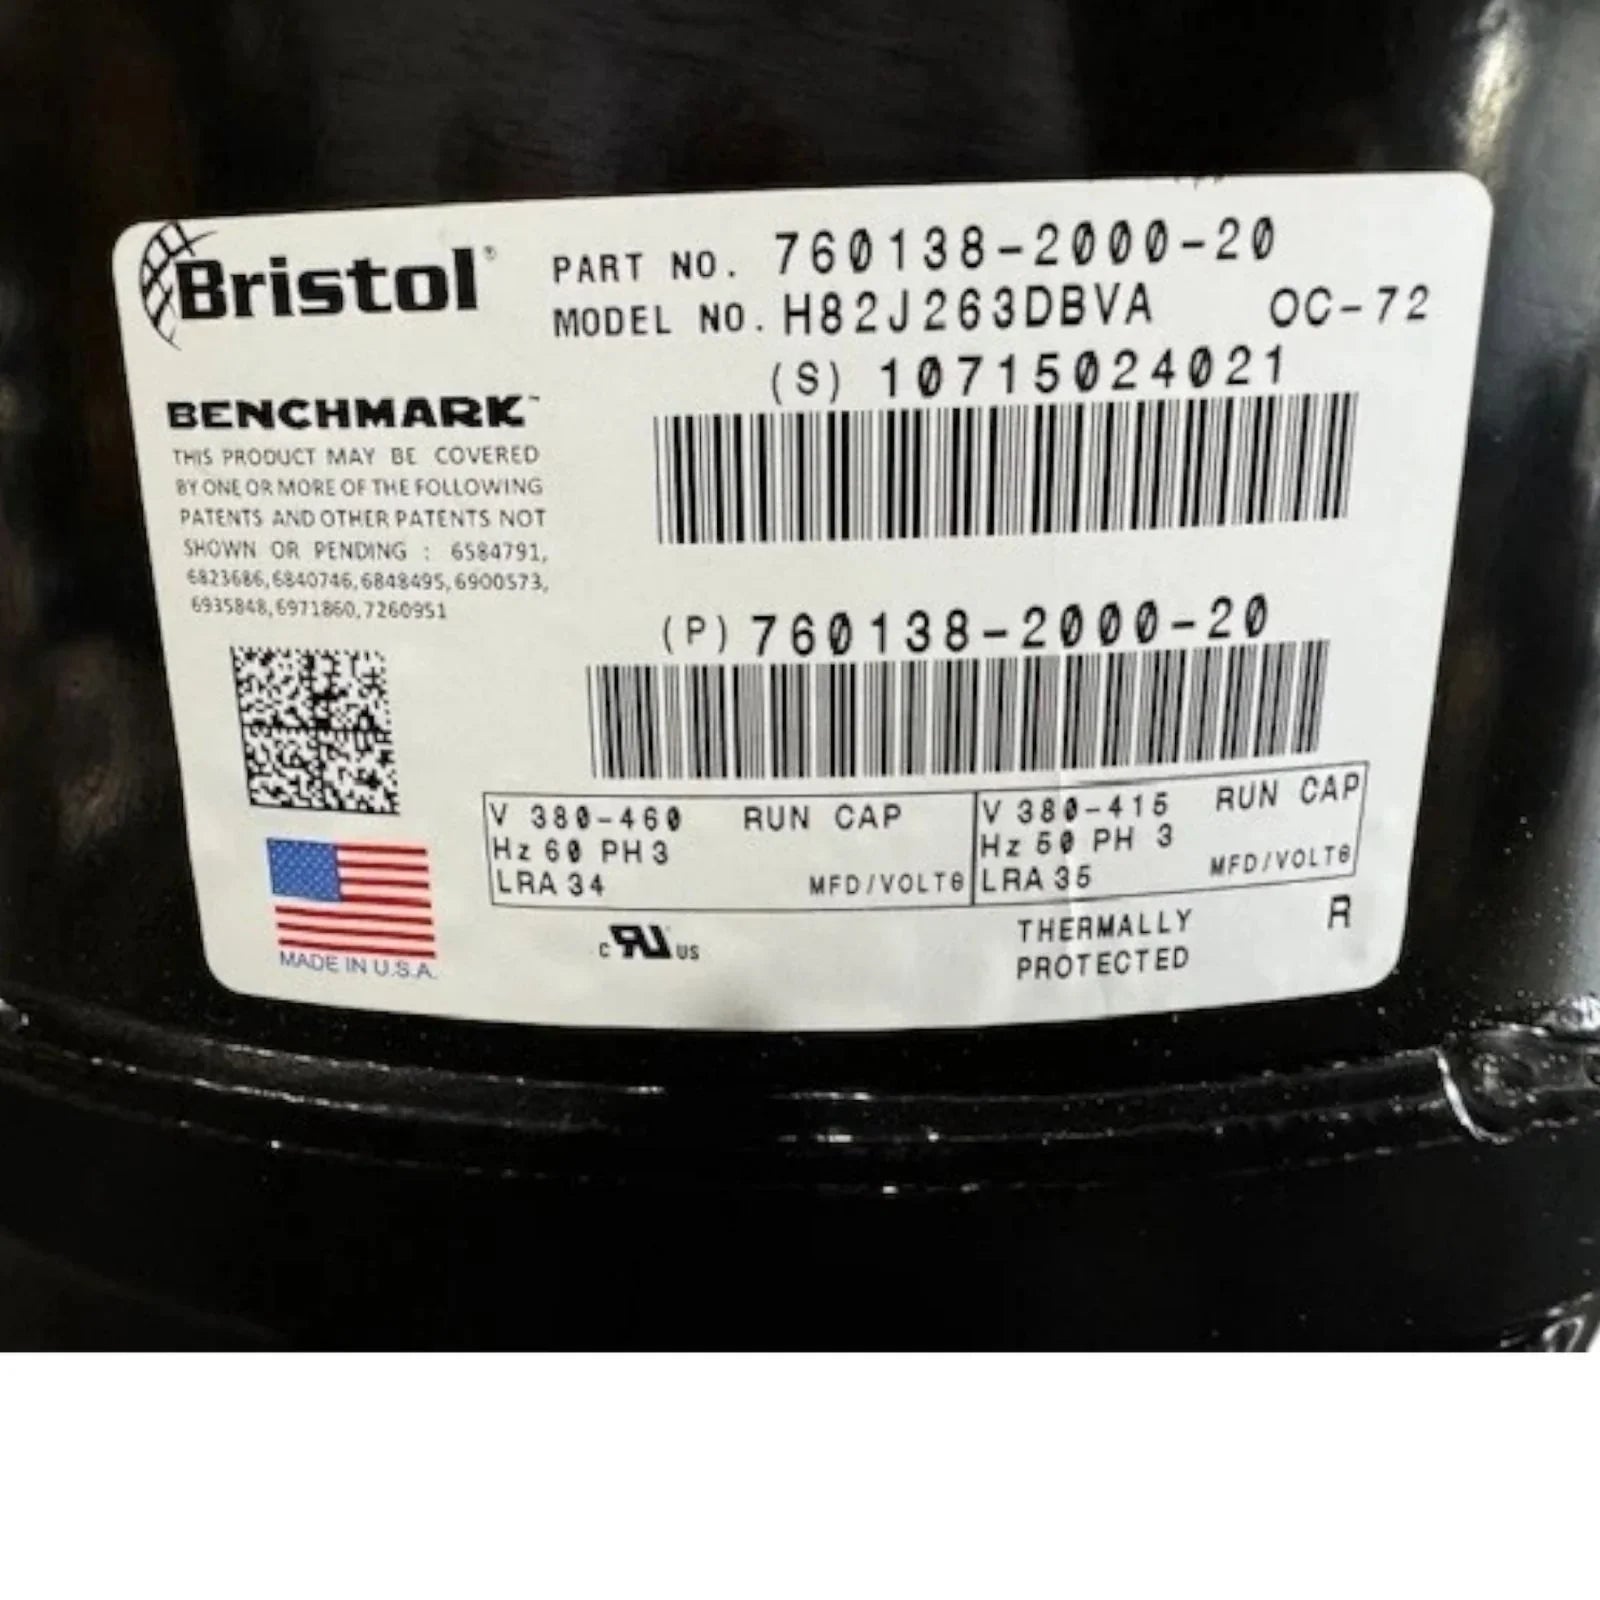 Bristol®
PART NO. 760138-2000-20
MODEL NO. H82J263DBVA OC-72
(S) 10715024021
BENCHMARK™
THIS PRODUCT MAY BE COVERED
BY ONE OR MORE OF THE FOLLOWING
PATENTS AND OTHER PATENTS NOT
SHOWN OR PENDING : 6584791,
6823686,6840746,6848495,6900573,
6935848,6971860,7260951
(P) 760138-2000-20
V 380-460 RUN CAP
Hz 60 PH 3
LRA 34 MFD/VOLTS
V 380-415 RUN CAP
Hz 50 PH 3
LRA 35 MFD/VOLTS
MADE IN U.S.A.
c RU US
THERMALLY
PROTECTED
R